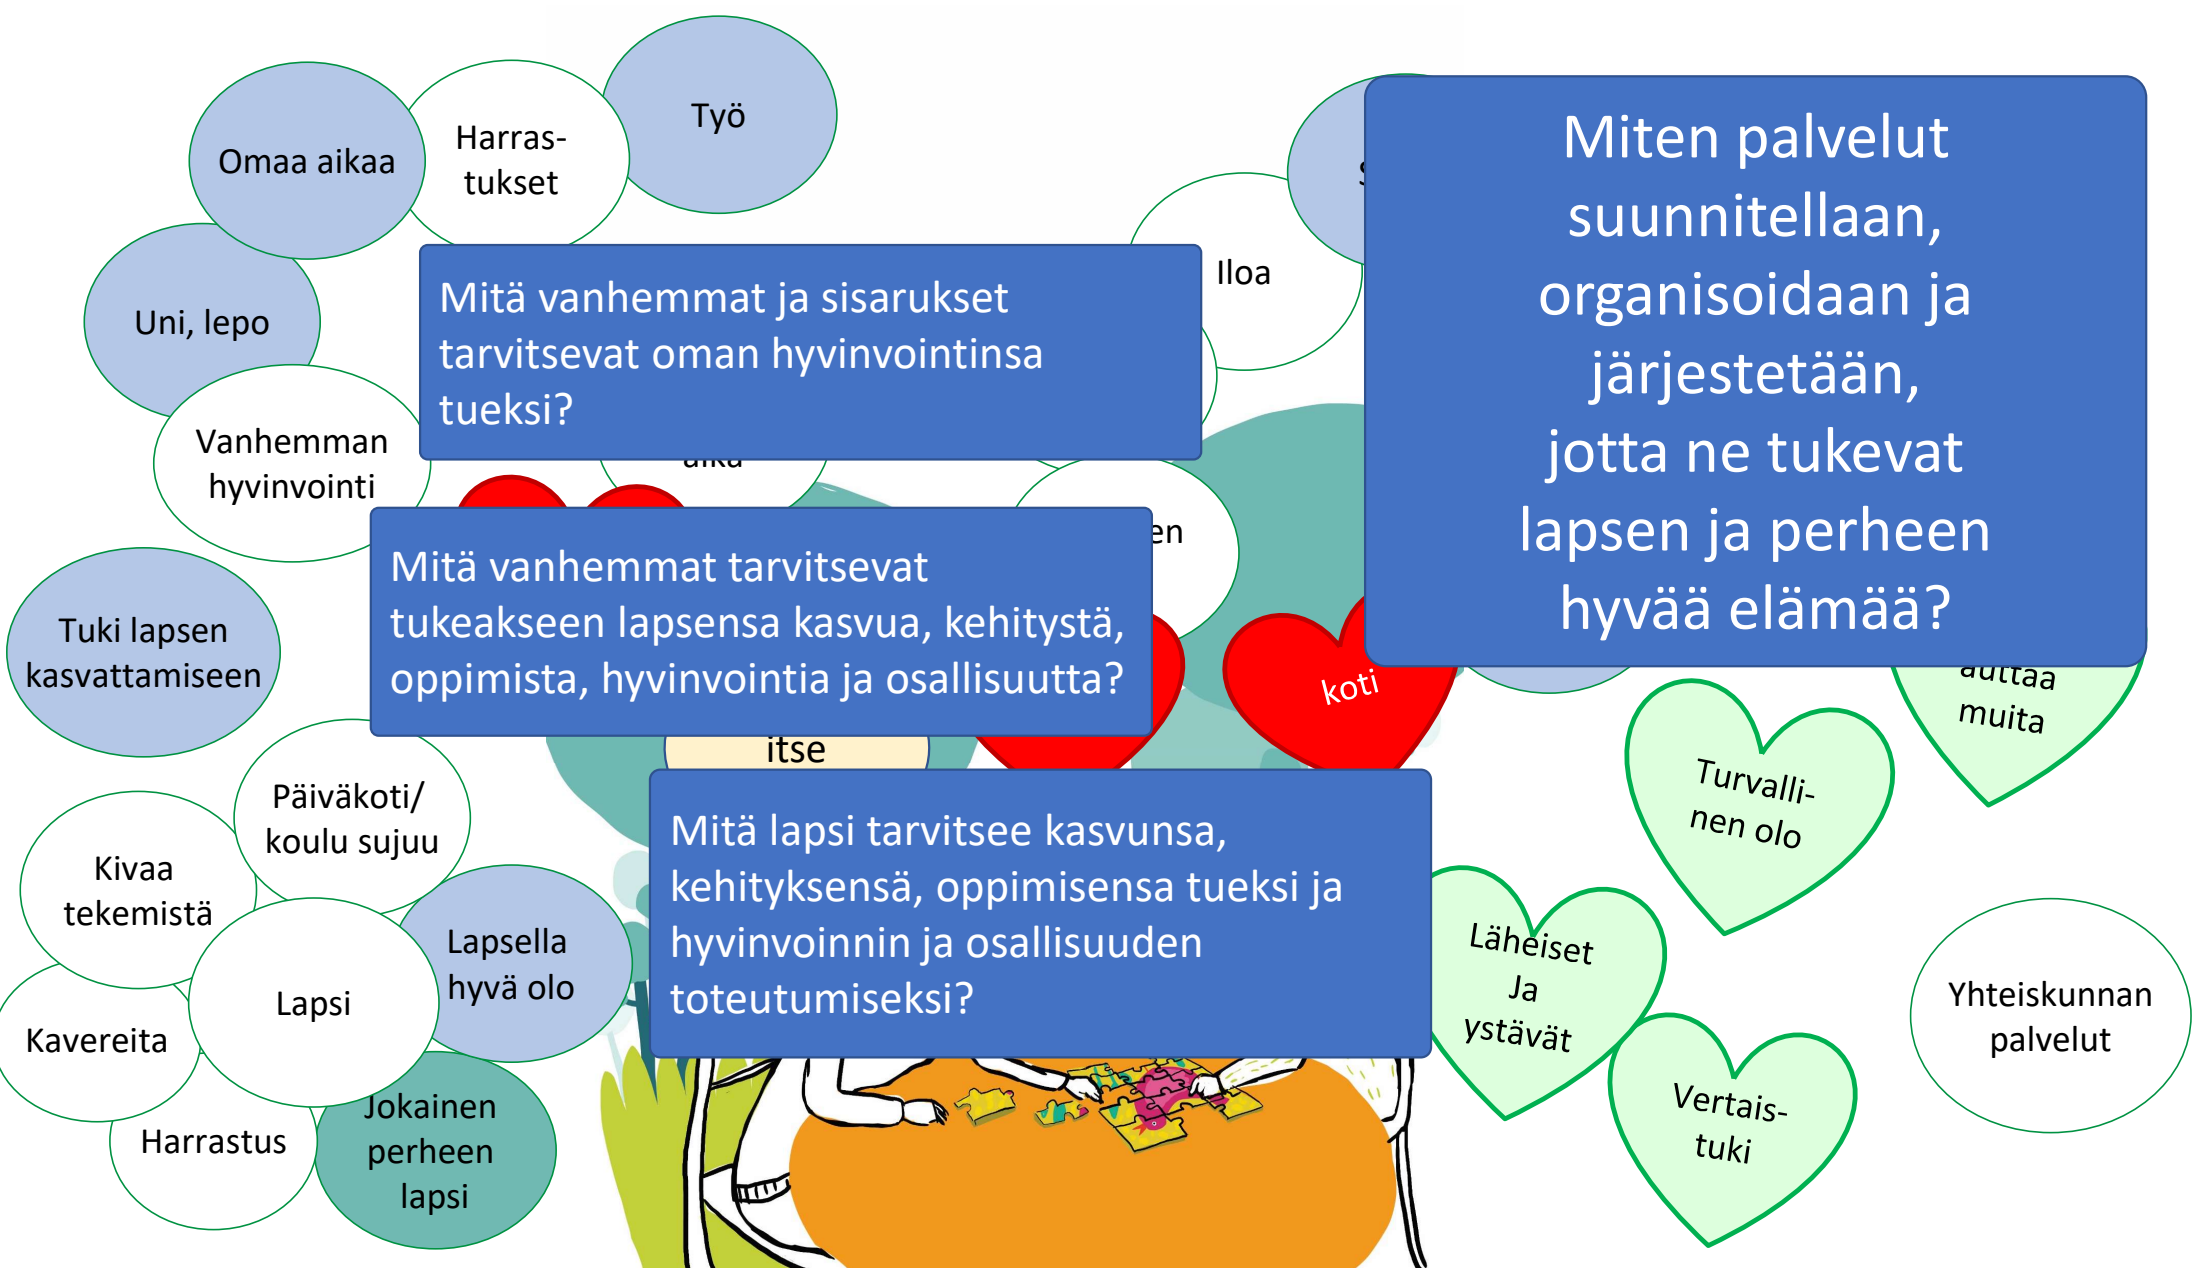 Työ
Harras-
tukset
Omaa aikaa
Uni, lepo
Vanhemman
hyvinvointi
Iloa
Miten palvelut
suunnitellaan,
organisoidaan ja
järjestetään,
jotta ne tukevat
lapsen ja perheen
hyvää elämää?
Mitä vanhemmat ja sisarukset
tarvitsevat oman hyvinvointinsa
tueksi?
Mitä vanhemmat tarvitsevat
tukeakseen lapsensa kasvua, kehitystä,
oppimista, hyvinvointia ja osallisuutta?
Tuki lapsen
kasvattamiseen
koti
auttaa
muita
itse
Turvalli-
nen olo
Mitä lapsi tarvitsee kasvunsa,
kehityksensä, oppimisensa tueksi ja
hyvinvoinnin ja osallisuuden
toteutumiseksi?
Päiväkoti/
koulu sujuu
Kivaa
tekemistä
Lapsella
hyvä olo
Lapsi
Kavereita
Harrastus
Jokainen
perheen
lapsi
Läheiset
Ja
ystävät
Vertais-
tuki
Yhteiskunnan
palvelut